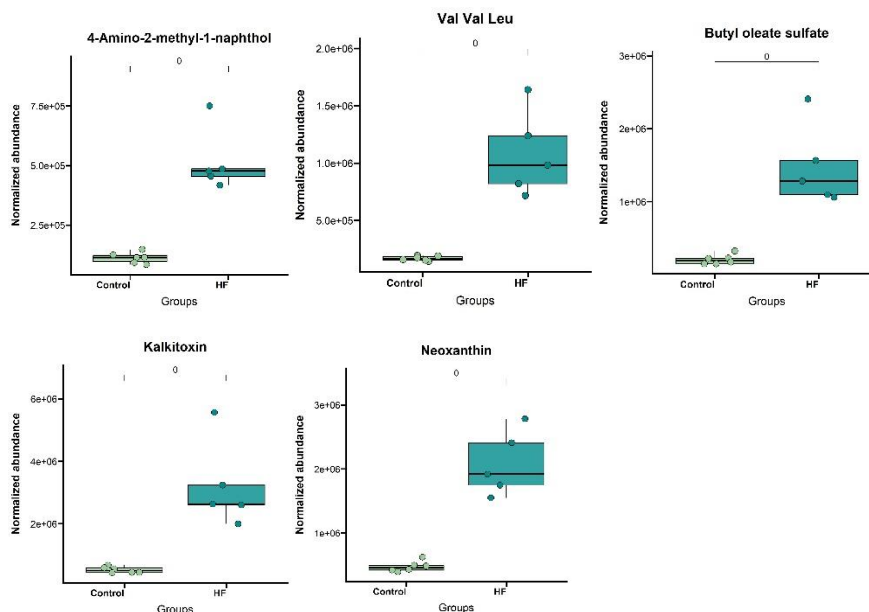 4-Amino-2-methyl-1-naphthol
0
Normalized abundance
7.5e+05
5.0e+05
2.5e+05
Control
HF
Groups
Val Val Leu
0
Normalized abundance
2.0e+06
1.5e+06
1.0e+06
5.0e+05
Control
HF
Groups
Butyl oleate sulfate
0
Normalized abundance
3e+06
2e+06
1e+06
Control
HF
Groups
Kalkitoxin
0
Normalized abundance
6e+06
4e+06
2e+06
Control
HF
Groups
Neoxanthin
0
Normalized abundance
3e+06
2e+06
1e+06
Control
HF
Groups